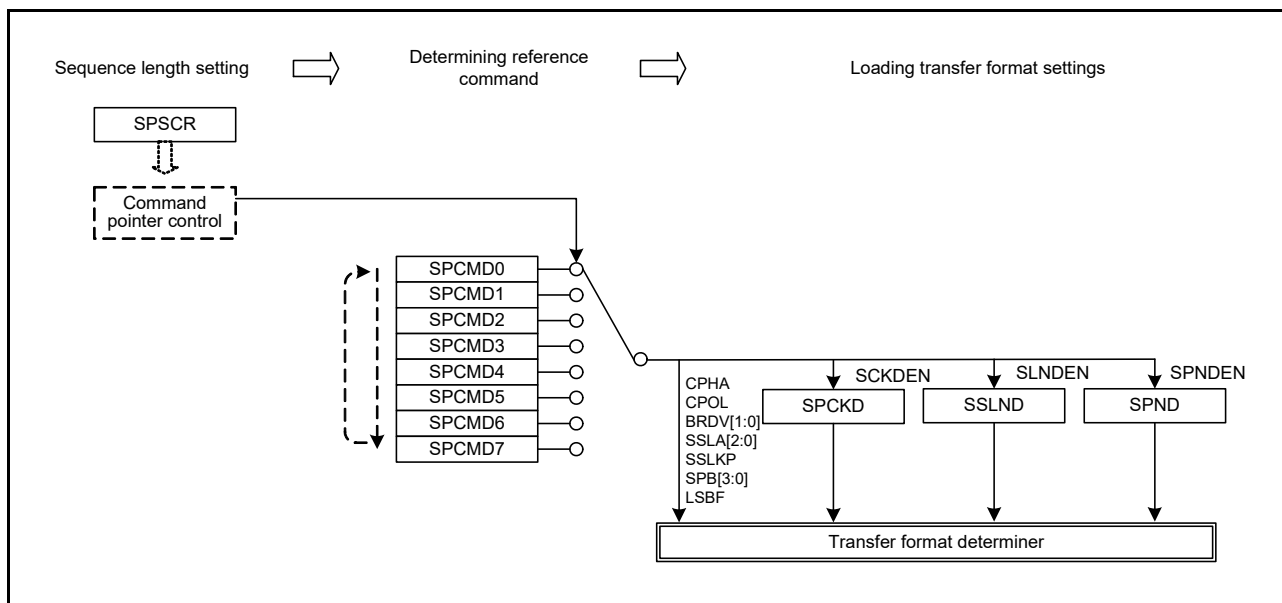 Sequence length setting
Determining reference
command
Loading transfer format settings
SPSCR
Command
pointer control
SPCMD0
SPCMD1
SPCMD2
SPCMD3
SPCMD4
SPCMD5
SPCMD6
SPCMD7
CPHA
CPOL
BRDV[1:0]
SSLA[2:0]
SSLKP
SPB[3:0]
LSBF
SCKDEN
SPCKD
SLNDEN
SSLND
SPNDEN
SPND
Transfer format determiner